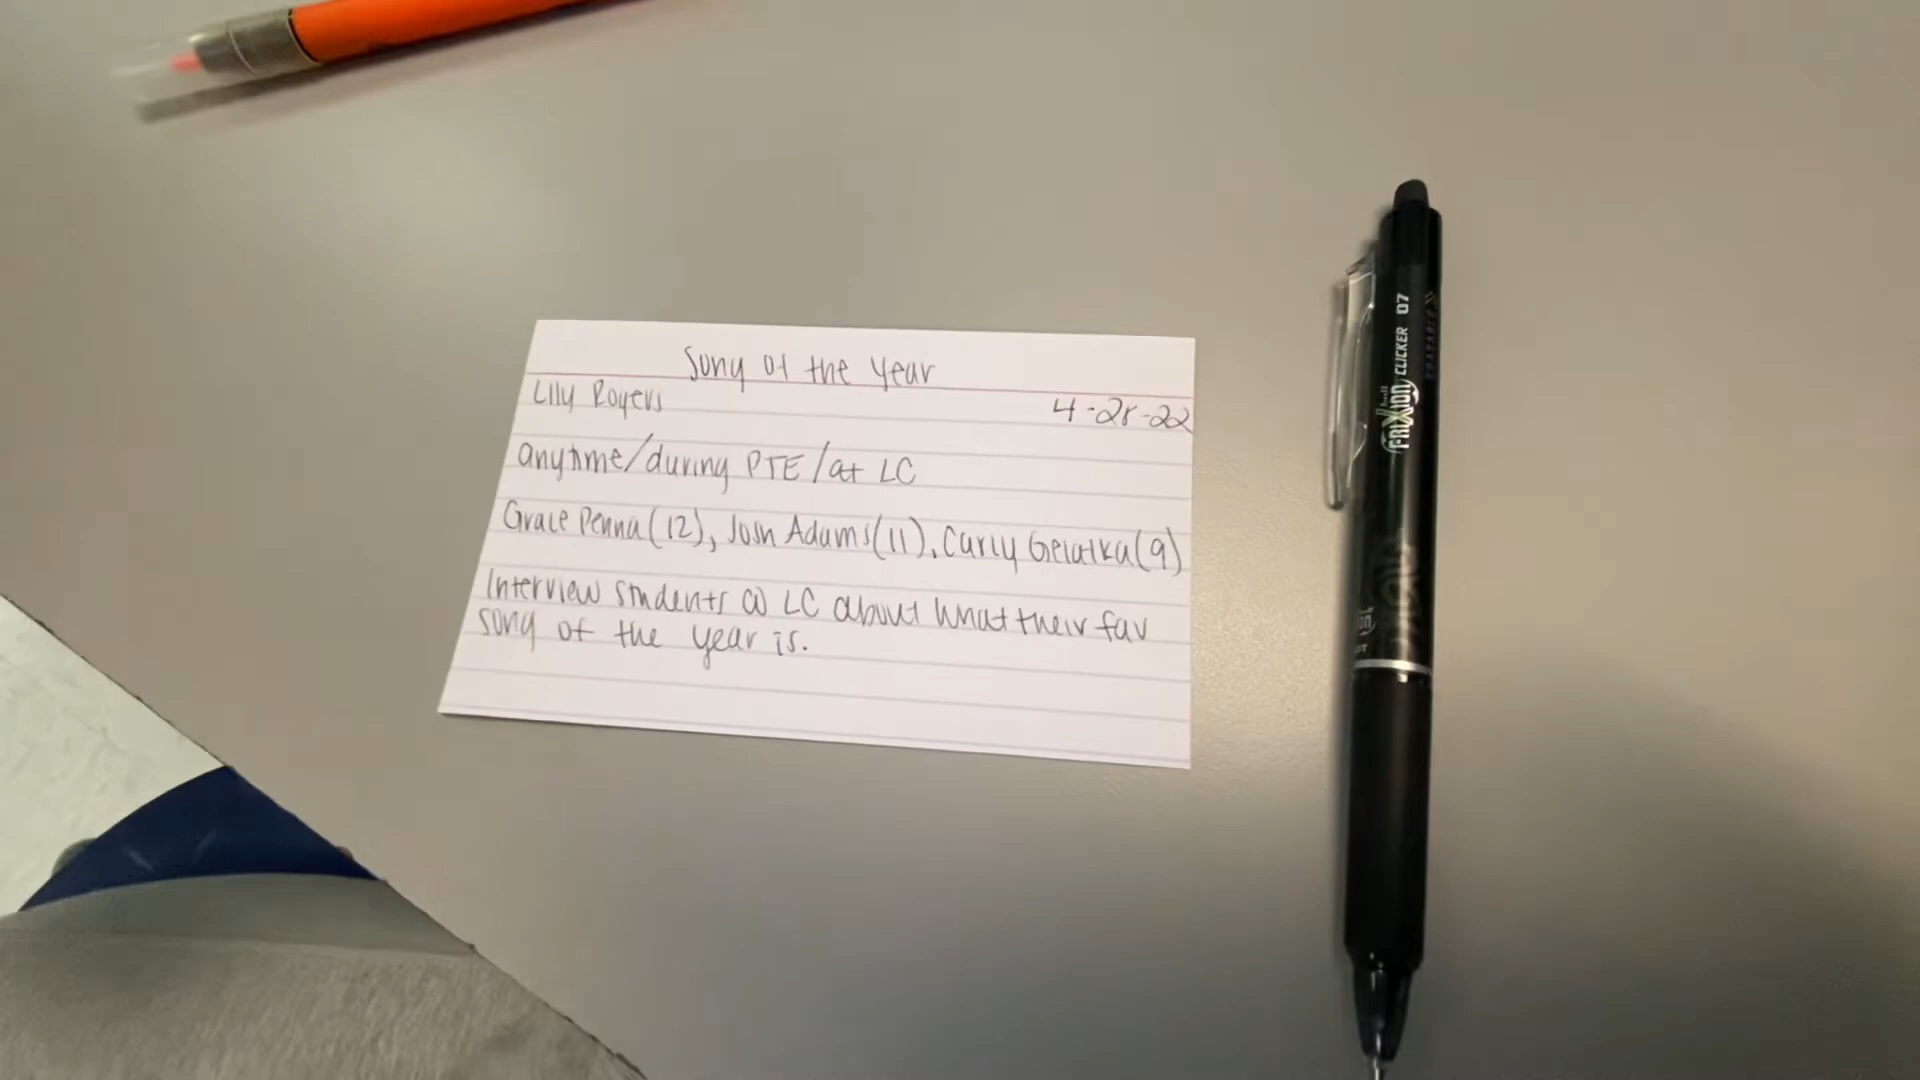 Song of the Year
Lily Rogers
4-28-22
anytime/during PTE/at LC
Grace Penna (12), Josh Adams (11), Carly
(9)
Interview students @ LC about what their fav
song of the year is.
FRIXION CLICKER 07